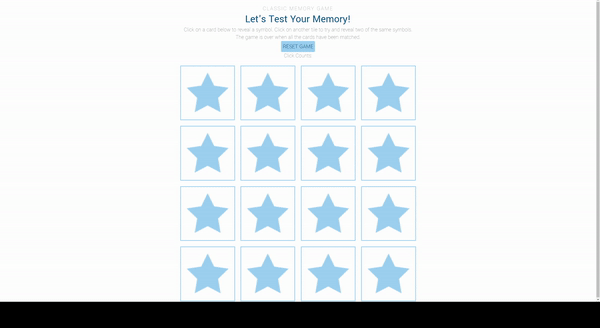 CLASSIC MEMORY GAME
Let's Test Your Memory!
Click on a card below to reveal a symbol. Click on another tile to try and reveal two of the same symbols.
The game is over when all the cards have been matched.
RESET GAME
Click Counts: